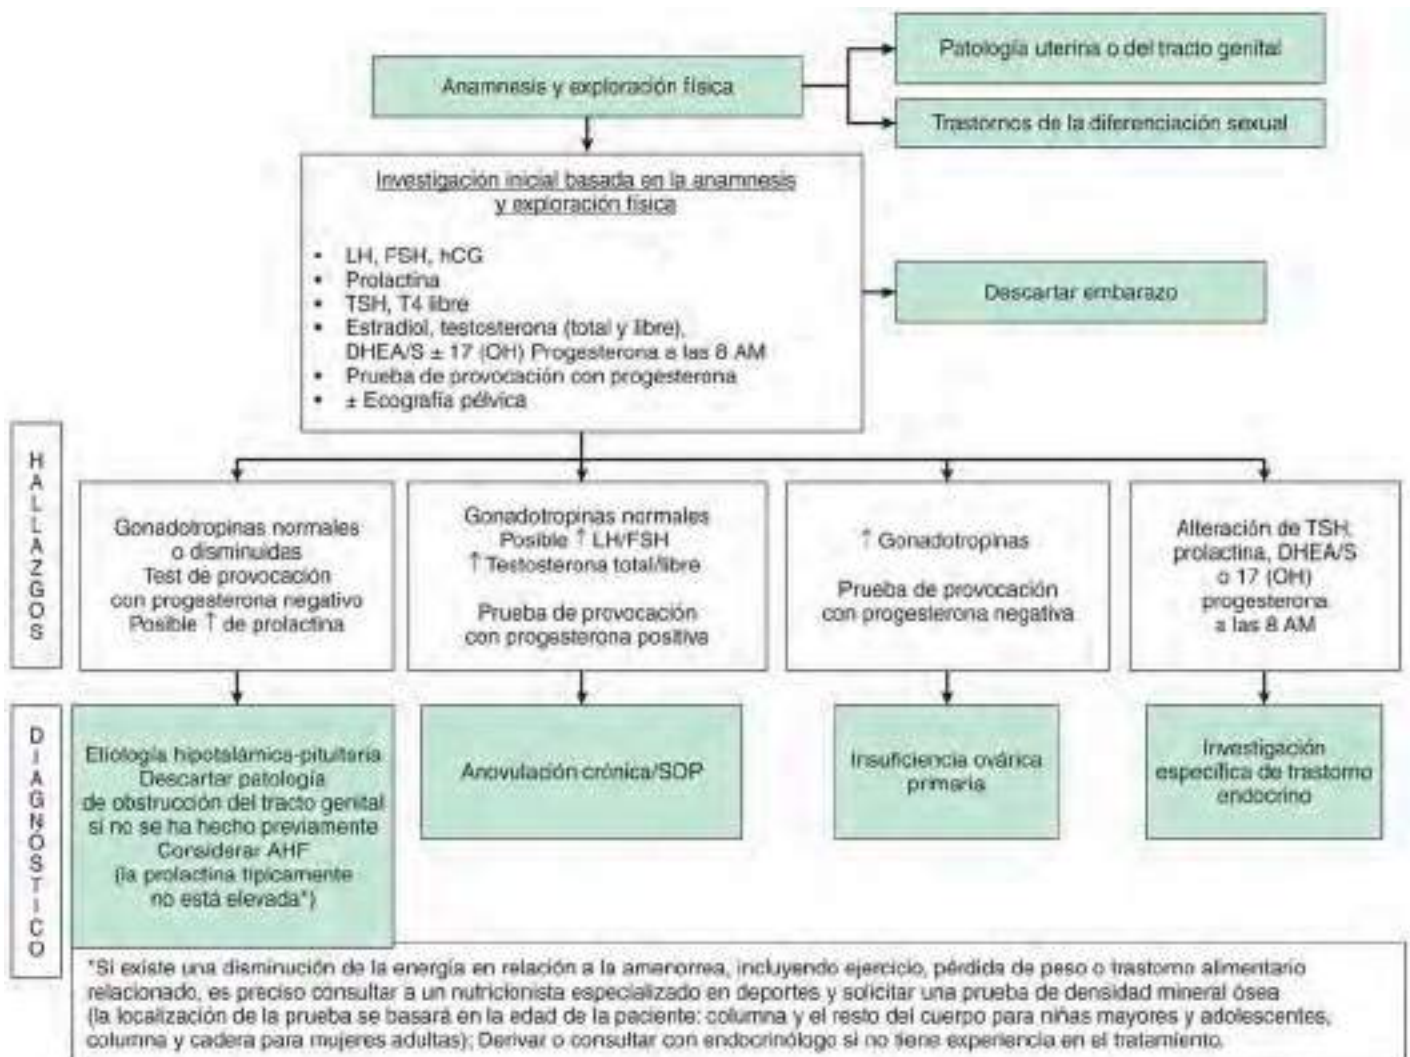 Patología uterina o del tracto genital
Anamnesis y exploración física
Trastornos de la diferenciación sexual
Investigación inicial basada en la anamnesis
y exploración física
• LH, FSH, hCG
• Prolactina
• TSH, T4 libre
• Estradiol, testosterona (total y libre),
DHEA/S ± 17 (OH) Progesterona a las 8 AM
• Prueba de provocación con progesterona
• ± Ecografía pélvica
Descartar embarazo
HALLAZGOS
Gonadotropinas normales
o disminuidas
Test de provocación
con progesterona negativo
Posible ↑ de prolactina
Gonadotropinas normales
Posible ↑ LH/FSH
↑ Testosterona total/libre
Prueba de provocación
con progesterona positiva
↑ Gonadotropinas
Prueba de provocación
con progesterona negativa
Alteración de TSH,
prolactina, DHEA/S
o 17 (OH)
progesterona
a las 8 AM
DIAGNOSTICO
Etiología hipotalámica-pituitaria
Descartar patología
de obstrucción del tracto genital
si no se ha hecho previamente
Considerar AHF
(la prolactina típicamente
no está elevada*)
Anovulación crónica/SOP
Insuficiencia ovárica
primaria
Investigación
específica de trastorno
endocrino
*Si existe una disminución de la energía en relación a la amenorrea, incluyendo ejercicio, pérdida de peso o trastorno alimentario
relacionado, es preciso consultar a un nutricionista especializado en deportes y solicitar una prueba de densidad mineral ósea
(la localización de la prueba se basará en la edad de la paciente: columna y el resto del cuerpo para niñas mayores y adolescentes,
columna y cadera para mujeres adultas); Derivar o consultar con endocrinólogo si no tiene experiencia en el tratamiento.